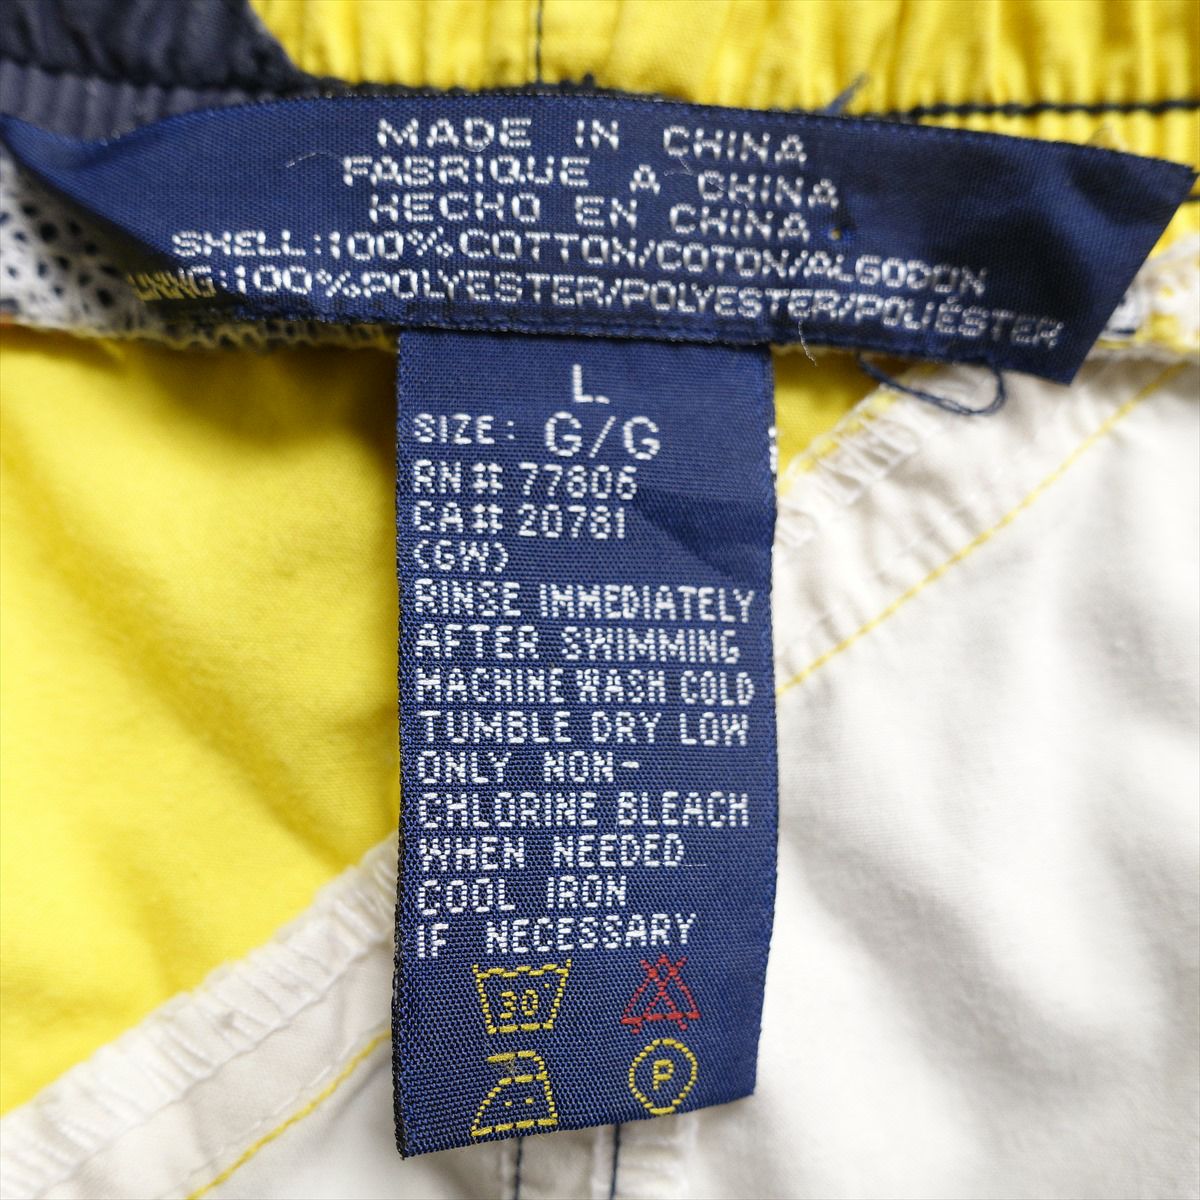 MADE IN CHINA
FABRIQUE A CHINA
HECHO EN CHINA
SHELL:100%COTTON/COTON/ALGODON
LINING:100%POLYESTER/POLYESTER/POLIÉSTER
L
SIZE: G/G
RN# 77806
CA# 20781
(GW)
RINSE IMMEDIATELY
AFTER SWIMMING
MACHINE WASH COLD
TUMBLE DRY LOW
ONLY NON-
CHLORINE BLEACH
WHEN NEEDED
COOL IRON
IF NECESSARY
30°
P